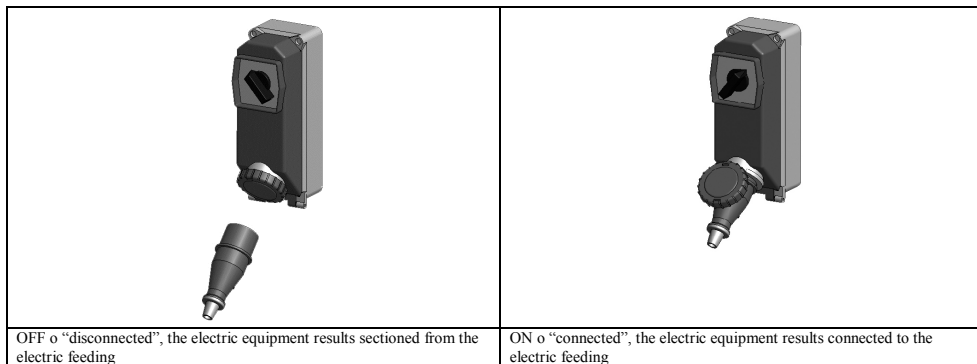 OFF o “disconnected”, the electric equipment results sectioned from the
electric feeding
ON o “connected”, the electric equipment results connected to the
electric feeding